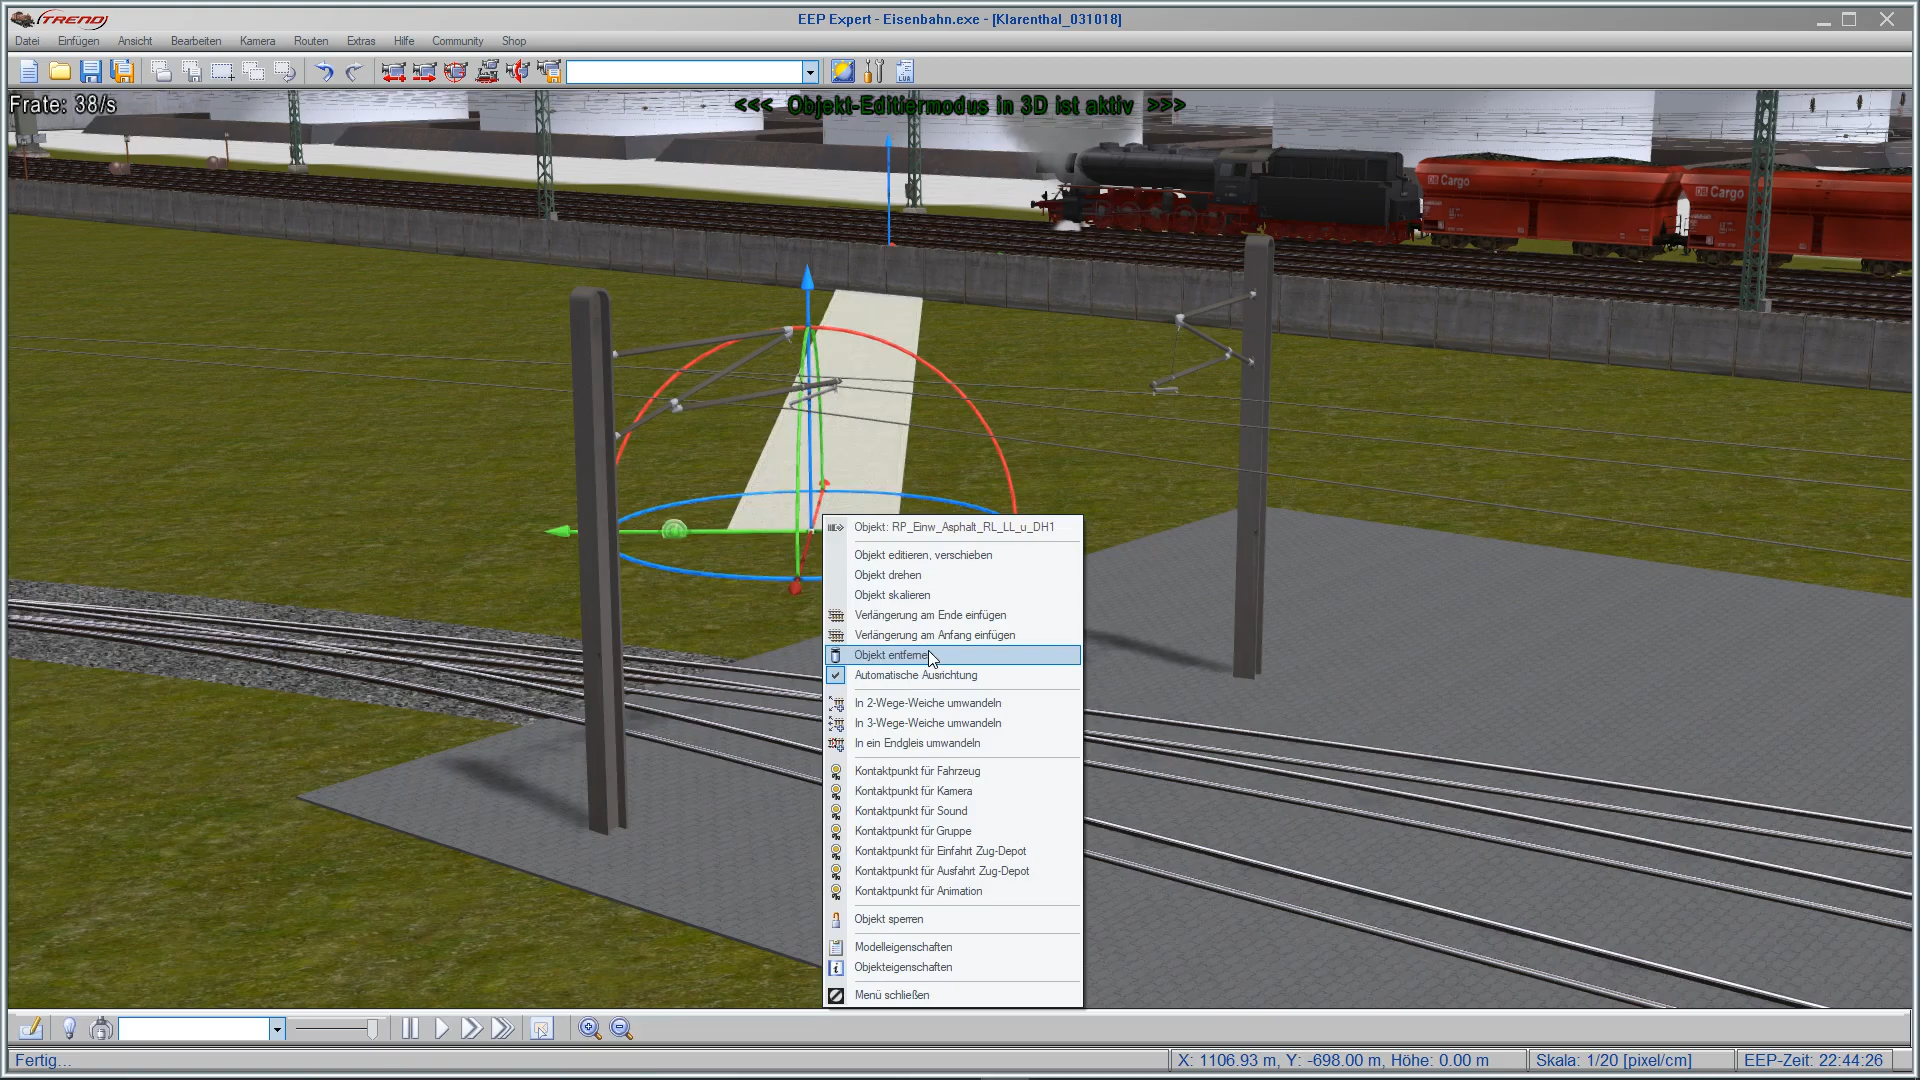 TREND
EEP Expert - Eisenbahn.exe - [Klarenthal_031018]
Datei Einfügen Ansicht Bearbeiten Kamera Routen Extras Hilfe Community Shop
LUA
Frate: 38/s
<<< Objekt-Editiermodus in 3D ist aktiv >>>
DB Cargo
DB Cargo
Objekt: RP_Einw_Asphalt_RL_LL_u_DH1
Objekt editieren, verschieben
Objekt drehen
Objekt skalieren
Verlängerung am Ende einfügen
Verlängerung am Anfang einfügen
Objekt entferne
Automatische Ausrichtung
In 2-Wege-Weiche umwandeln
In 3-Wege-Weiche umwandeln
In ein Endgleis umwandeln
Kontaktpunkt für Fahrzeug
Kontaktpunkt für Kamera
Kontaktpunkt für Sound
Kontaktpunkt für Gruppe
Kontaktpunkt für Einfahrt Zug-Depot
Kontaktpunkt für Ausfahrt Zug-Depot
Kontaktpunkt für Animation
Objekt sperren
Modelleigenschaften
Objekteigenschaften
Menü schließen
Fertig...
X: 1106.93 m, Y: -698.00 m, Höhe: 0.00 m
Skala: 1/20 [pixel/cm]
EEP-Zeit: 22:44:26